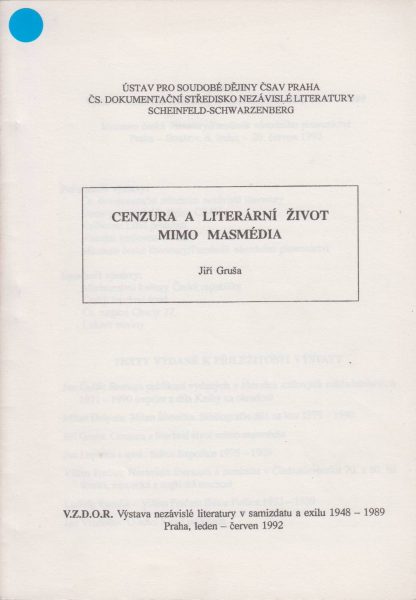 ÚSTAV PRO SOUDOBÉ DĚJINY ČSAV PRAHA
ČS. DOKUMENTAČNÍ STŘEDISKO NEZÁVISLÉ LITERATURY
SCHEINFELD-SCHWARZENBERG
CENZURA A LITERÁRNÍ ŽIVOT
MIMO MASMÉDIA
Jiří Gruša
V.Z.D.O.R. Výstava nezávislé literatury v samizdatu a exilu 1948 – 1989
Praha, leden – červen 1992